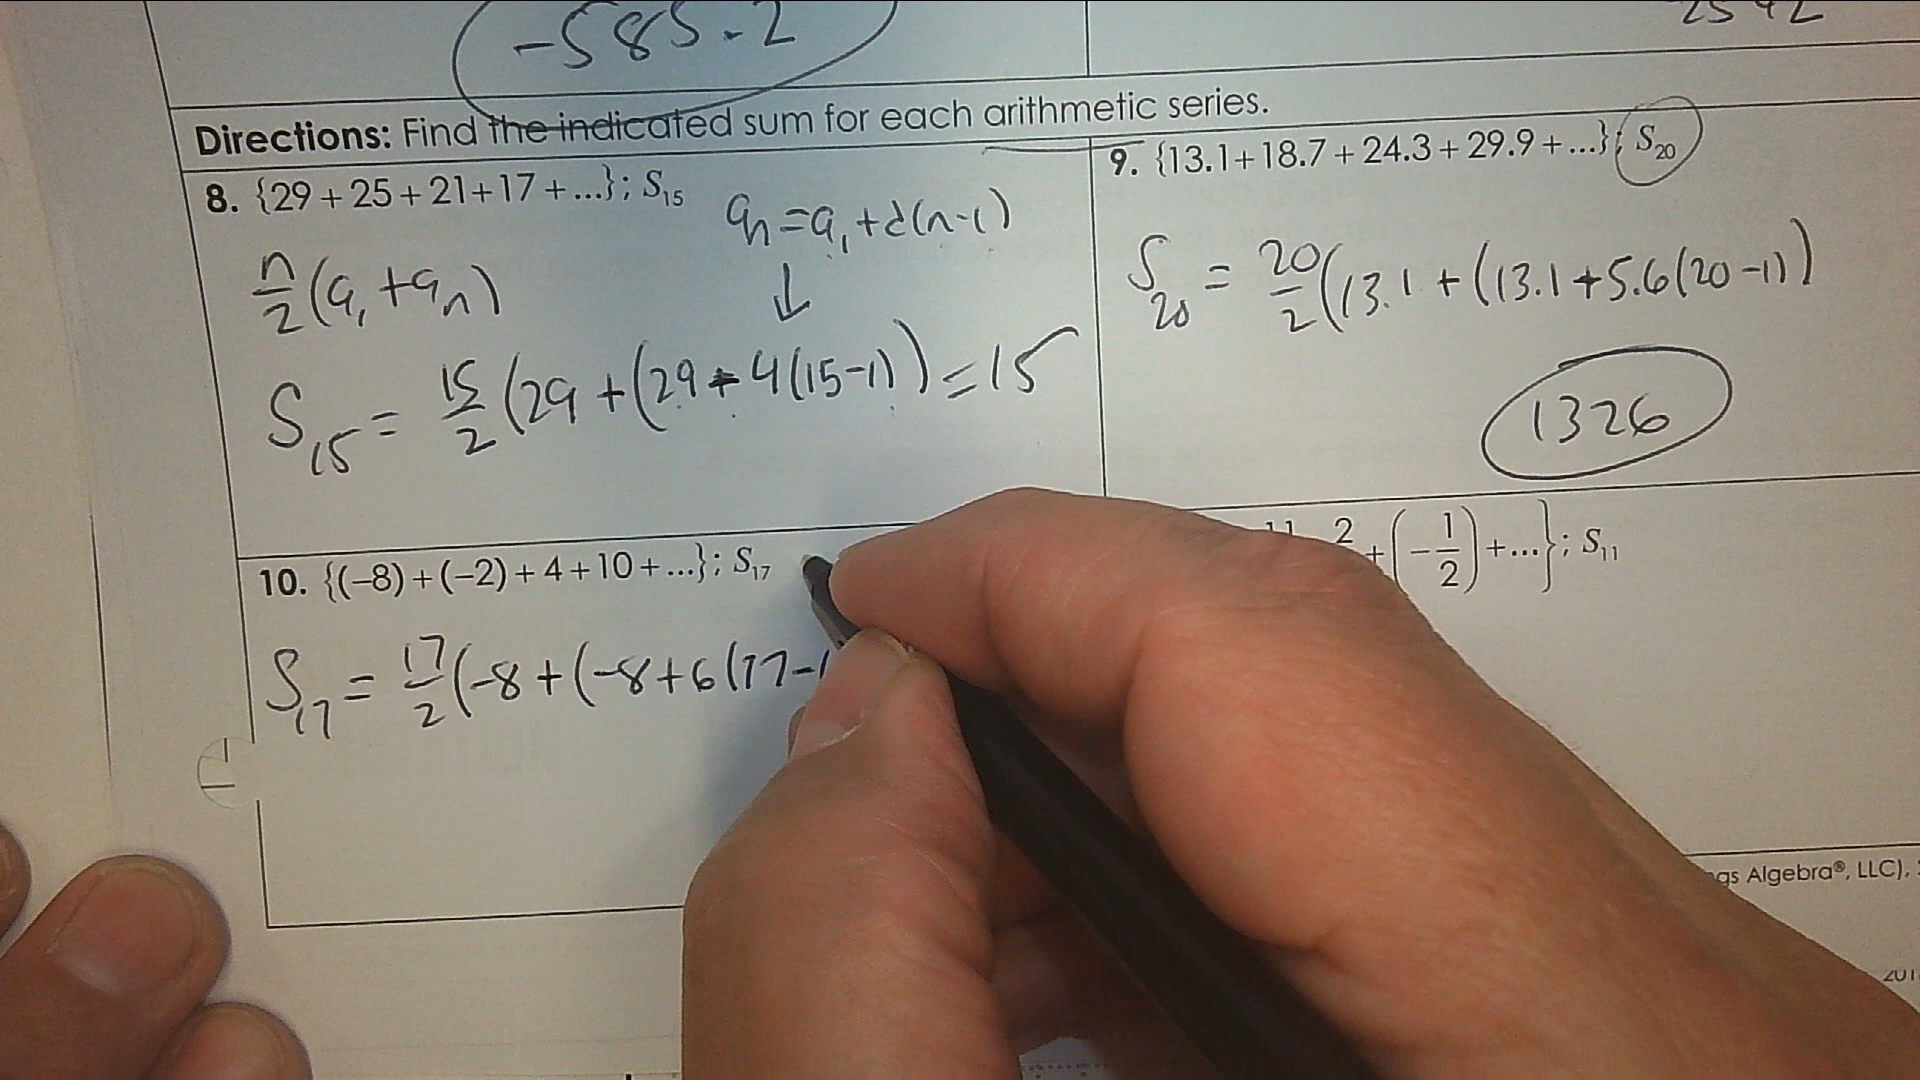 -585.2
2592
Directions: Find the indicated sum for each arithmetic series.
8. {29 + 25 + 21 + 17 + ...}; S₁₅
aₙ = a₁ + d(n-1)
n/2 (a₁ + aₙ)
↓
S₁₅ = 15/2 (29 + (29 - 4(15-1)) = 15
9. {13.1 + 18.7 + 24.3 + 29.9 + ...}; S₂₀
S₂₀ = 20/2 (13.1 + (13.1 + 5.6(20-1))
1326
10. {(-8) + (-2) + 4 + 10 + ...}; S₁₇
S₁₇ = 17/2 (-8 + (-8 + 6(17-1
+ (-1/2) + ...}; S₁₁
Algebra®, LLC),